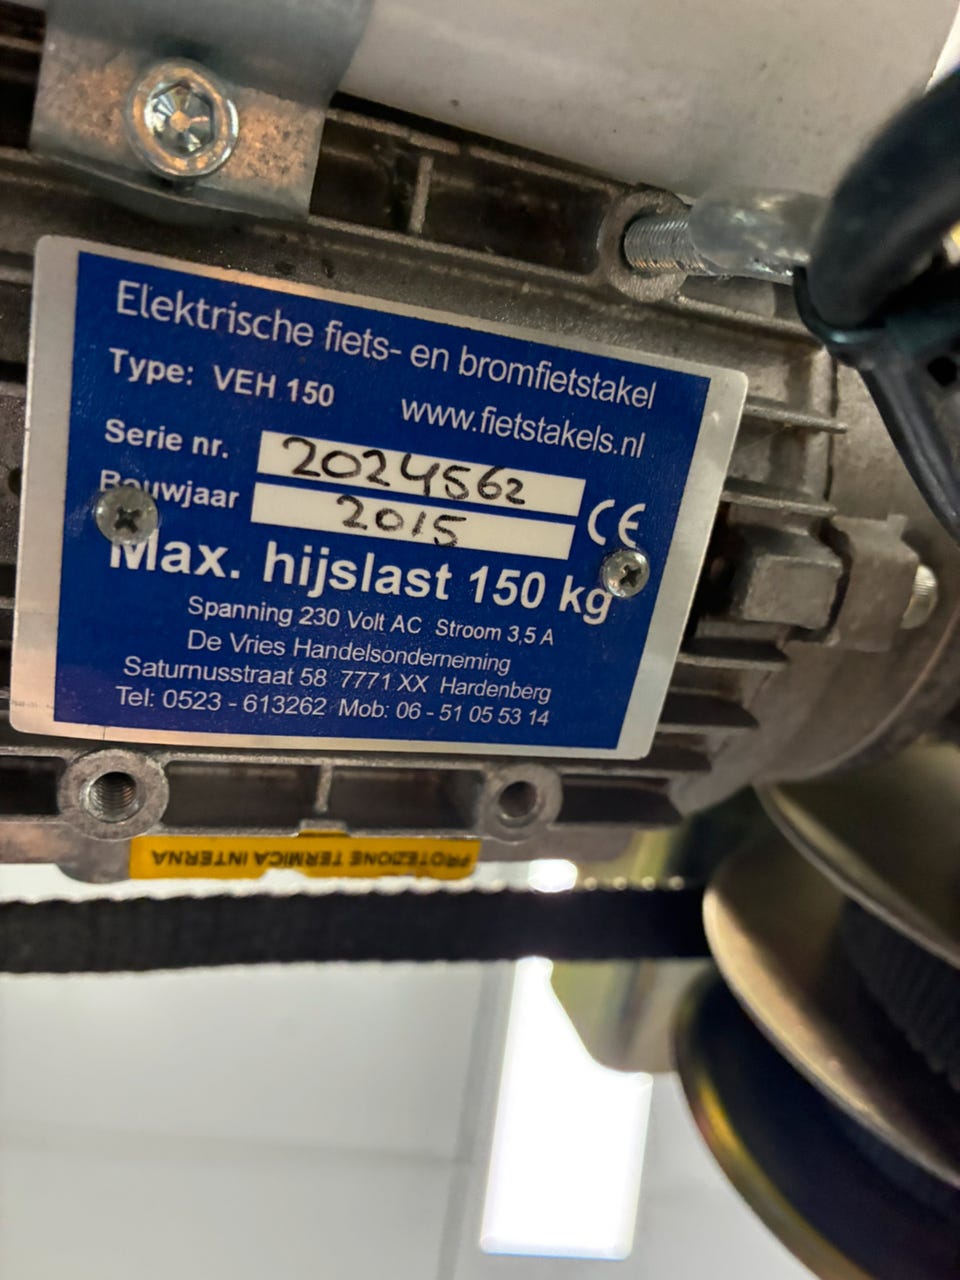 Elektrische fiets- en bromfietstakel
Type: VEH 150
www.fietstakels.nl
Serie nr. 2024562
Bouwjaar 2015
CE
Max. hijslast 150 kg
Spanning 230 Volt AC Stroom 3,5 A
De Vries Handelsonderneming
Saturnusstraat 58 7771 XX Hardenberg
Tel: 0523 - 613262 Mob: 06 - 51 05 53 14
PROTEZIONE TERMICA INTERNA